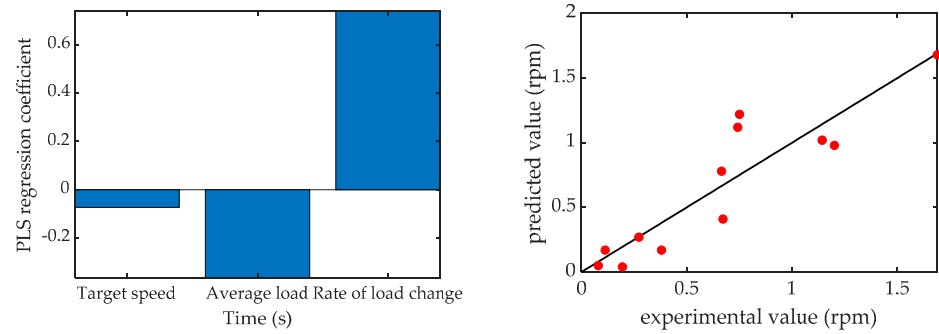 PLS regression coefficient
0.6
0.4
0.2
0
-0.2
Target speed Average load Rate of load change
Time (s)
predicted value (rpm)
2
1.5
1
0.5
0
0 0.5 1 1.5
experimental value (rpm)